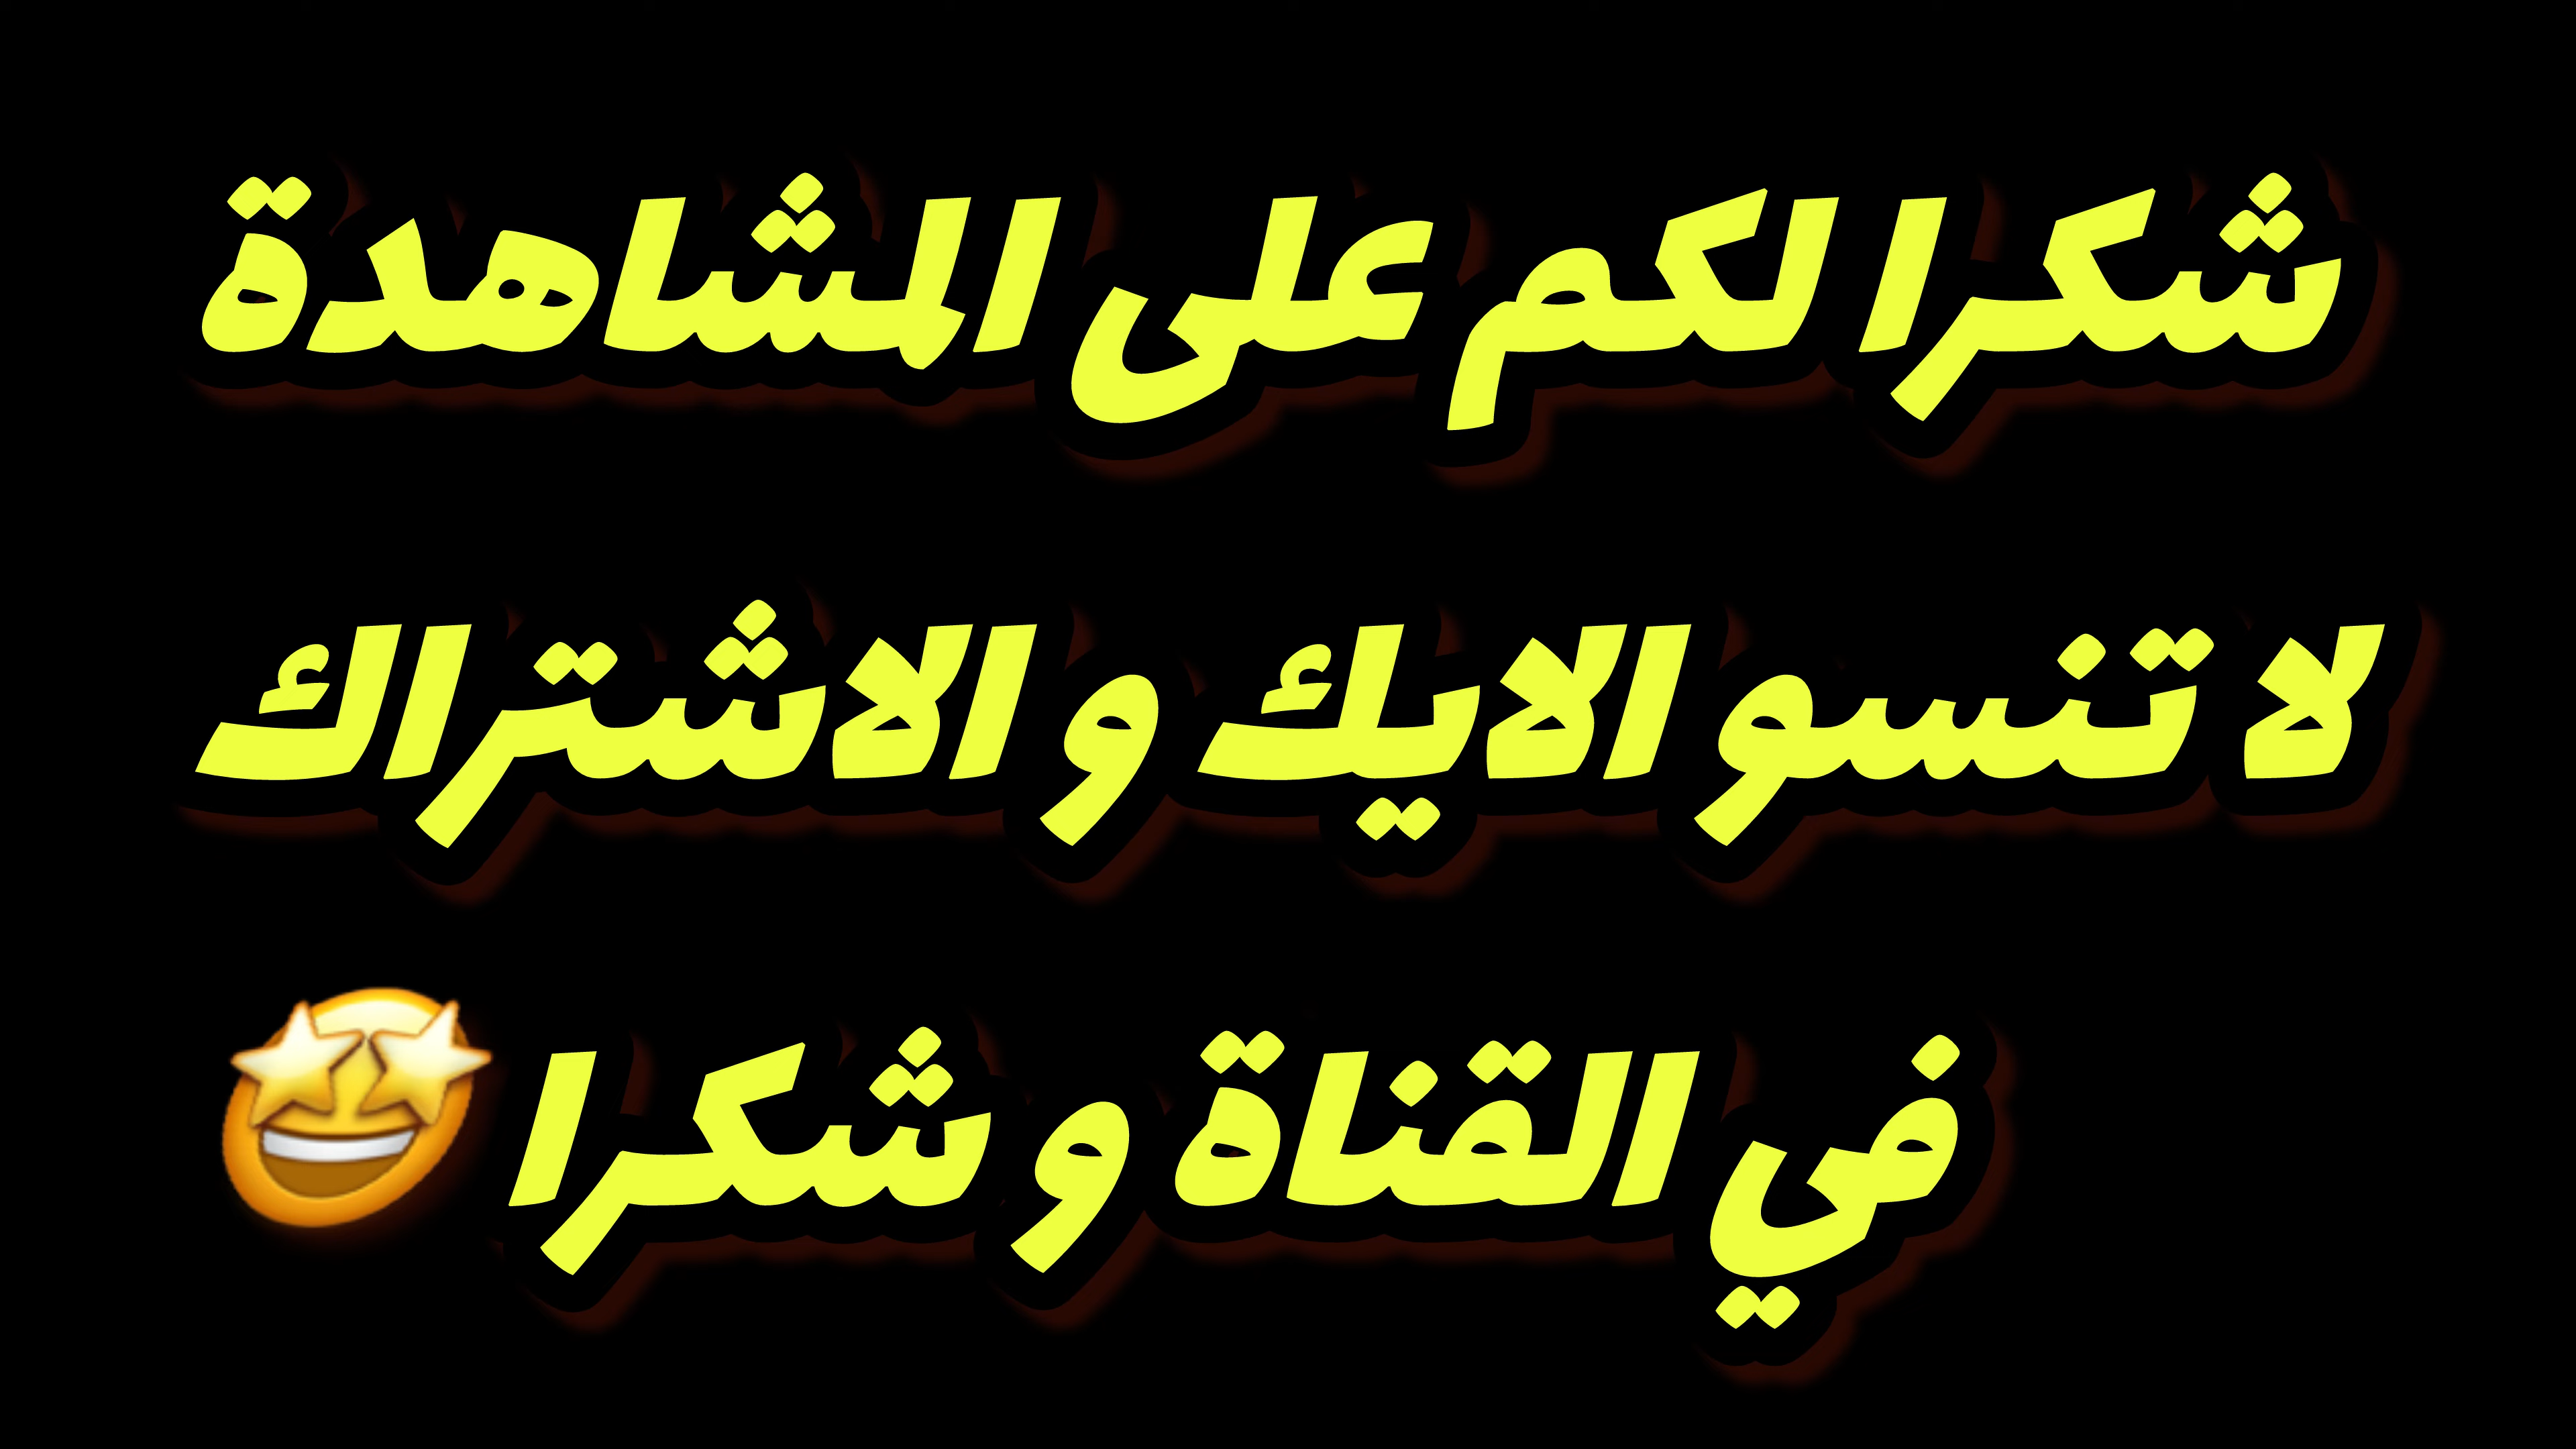 شكرا لكم على المشاهدة
لا تنسو الايك و الاشتراك
في القناة و شكرا 🤩